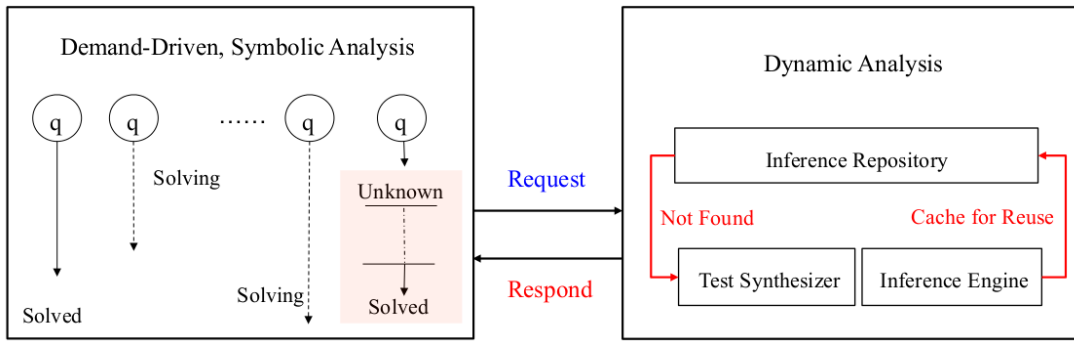 Demand-Driven, Symbolic Analysis
q
q
......
q
q
Solving
Unknown
Solving
Solved
Solved
Request
Respond
Dynamic Analysis
Inference Repository
Not Found
Cache for Reuse
Test Synthesizer
Inference Engine